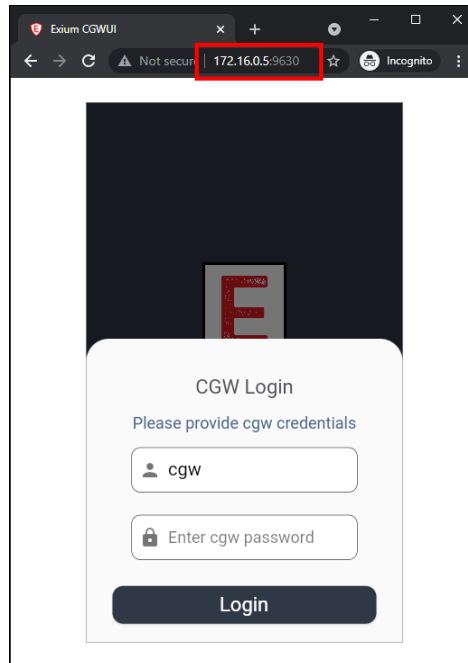 Exium CGWUI
Not secure 172.16.0.5:9630 Incognito
E
CGW Login
Please provide cgw credentials
cgw
Enter cgw password
Login